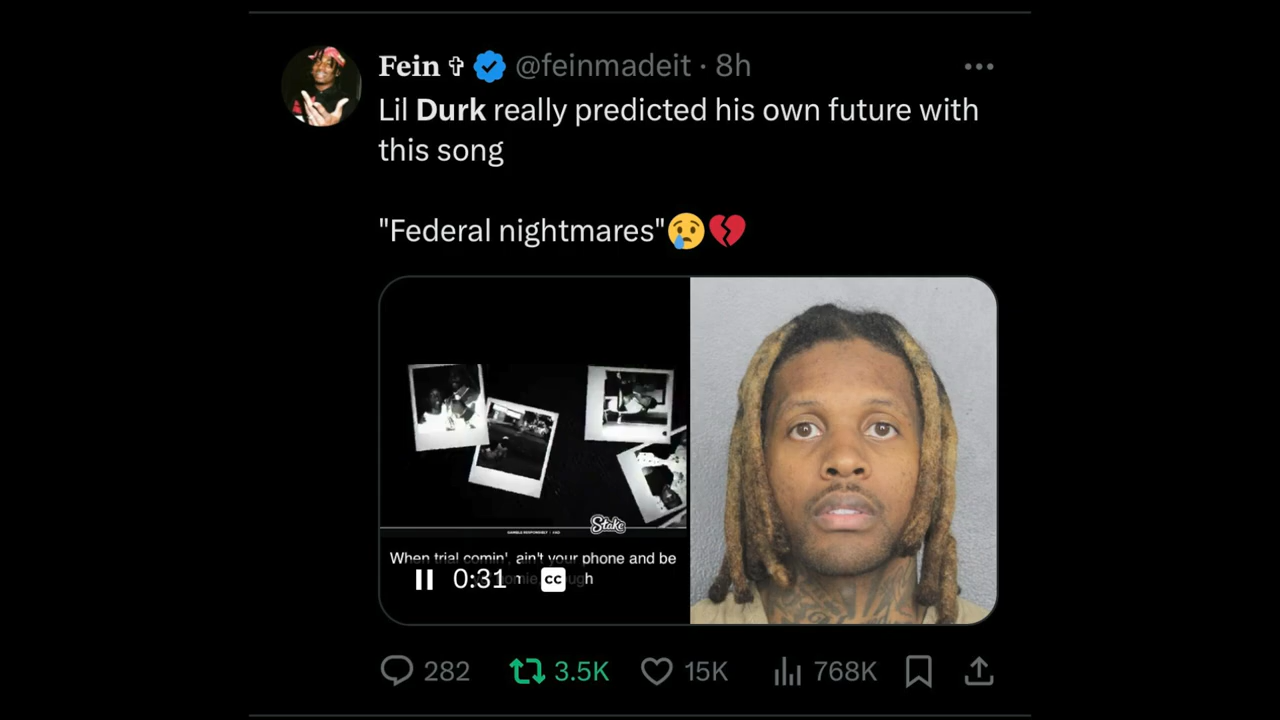 Fein ✞ @feinmadeit · 8h
Lil Durk really predicted his own future with
this song
"Federal nightmares"😢💔
Stake
When trial comin', ain't your phone and be
0:31 CC
282 3.5K 15K 768K